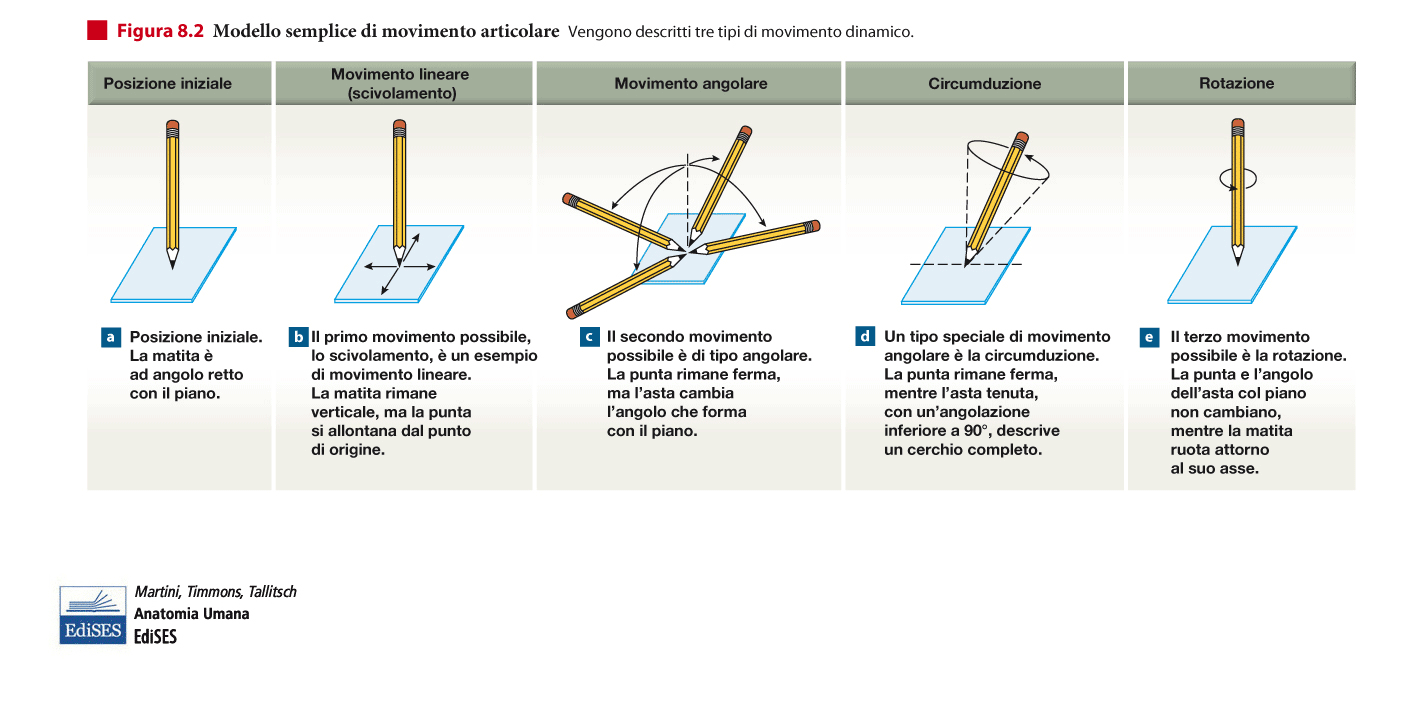 Figura 8.2 Modello semplice di movimento articolare Vengono descritti tre tipi di movimento dinamico.
Posizione iniziale
Movimento lineare
(scivolamento)
Movimento angolare
Circumduzione
Rotazione
a Posizione iniziale.
La matita è
ad angolo retto
con il piano.
b Il primo movimento possibile,
lo scivolamento, è un esempio
di movimento lineare.
La matita rimane
verticale, ma la punta
si allontana dal punto
di origine.
c Il secondo movimento
possibile è di tipo angolare.
La punta rimane ferma,
ma l'asta cambia
l'angolo che forma
con il piano.
d Un tipo speciale di movimento
angolare è la circumduzione.
La punta rimane ferma,
mentre l'asta tenuta,
con un'angolazione
inferiore a 90°, descrive
un cerchio completo.
e Il terzo movimento
possibile è la rotazione.
La punta e l'angolo
dell'asta col piano
non cambiano,
mentre la matita
ruota attorno
al suo asse.
EdiSES
Martini, Timmons, Tallitsch
Anatomia Umana
EdiSES